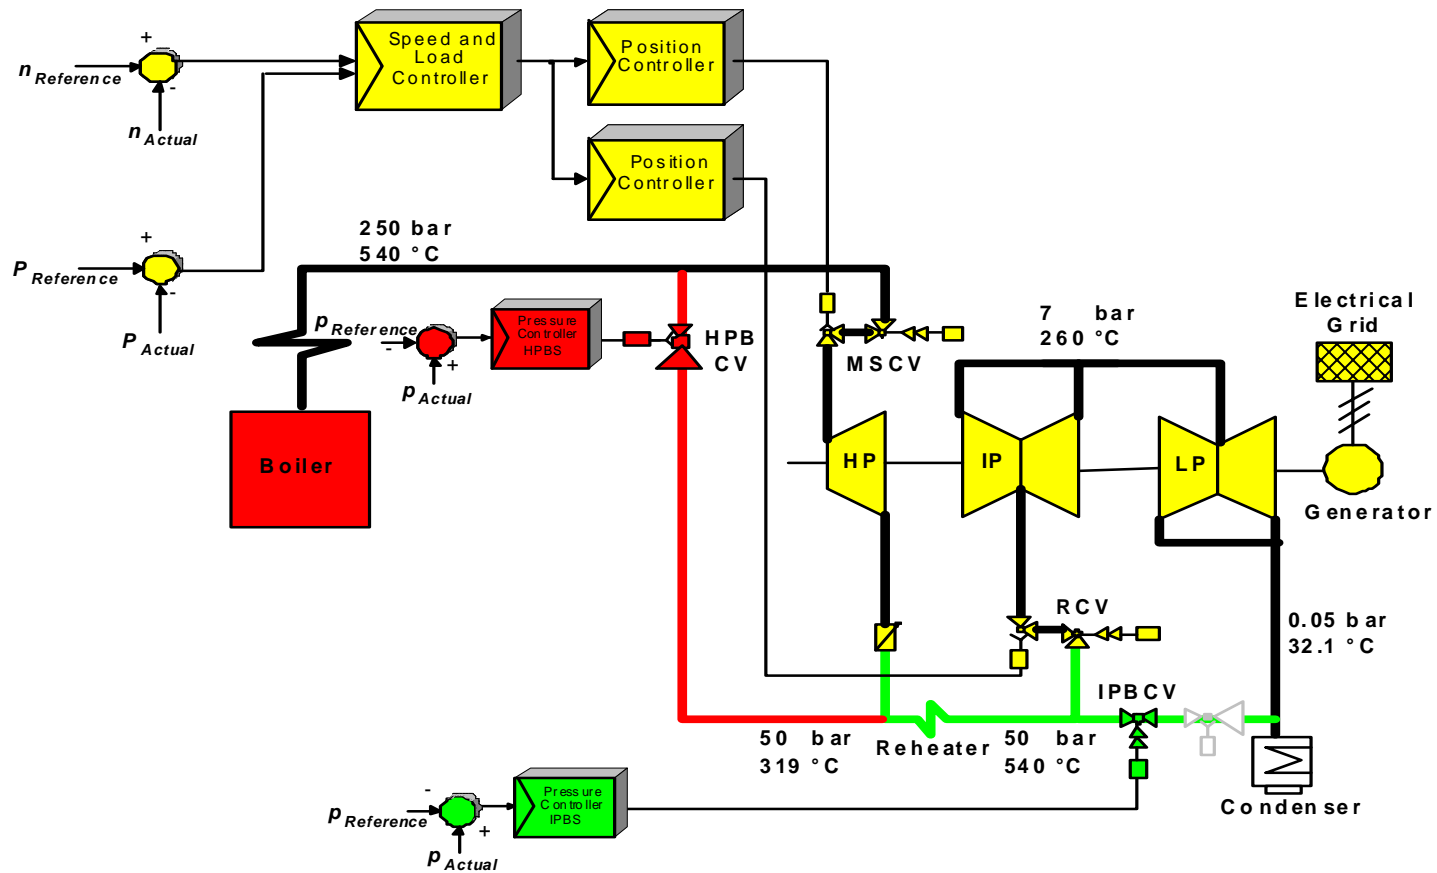 +
Speed and
Load
Controller
Position
Controller
n Reference
-
n Actual
Position
Controller
250 bar
540 °C
+
P Reference
-
P Actual
p Reference
-
+
p Actual
Pressure
Controller
HPBS
HPB
CV
MSCV
7 bar
260 °C
Electrical
Grid
Boiler
HP
IP
LP
Generator
RCV
0.05 bar
32.1 °C
IPBCV
50 bar
319 °C
Reheater
50 bar
540 °C
Condenser
-
p Reference
+
p Actual
Pressure
Controller
IPBS